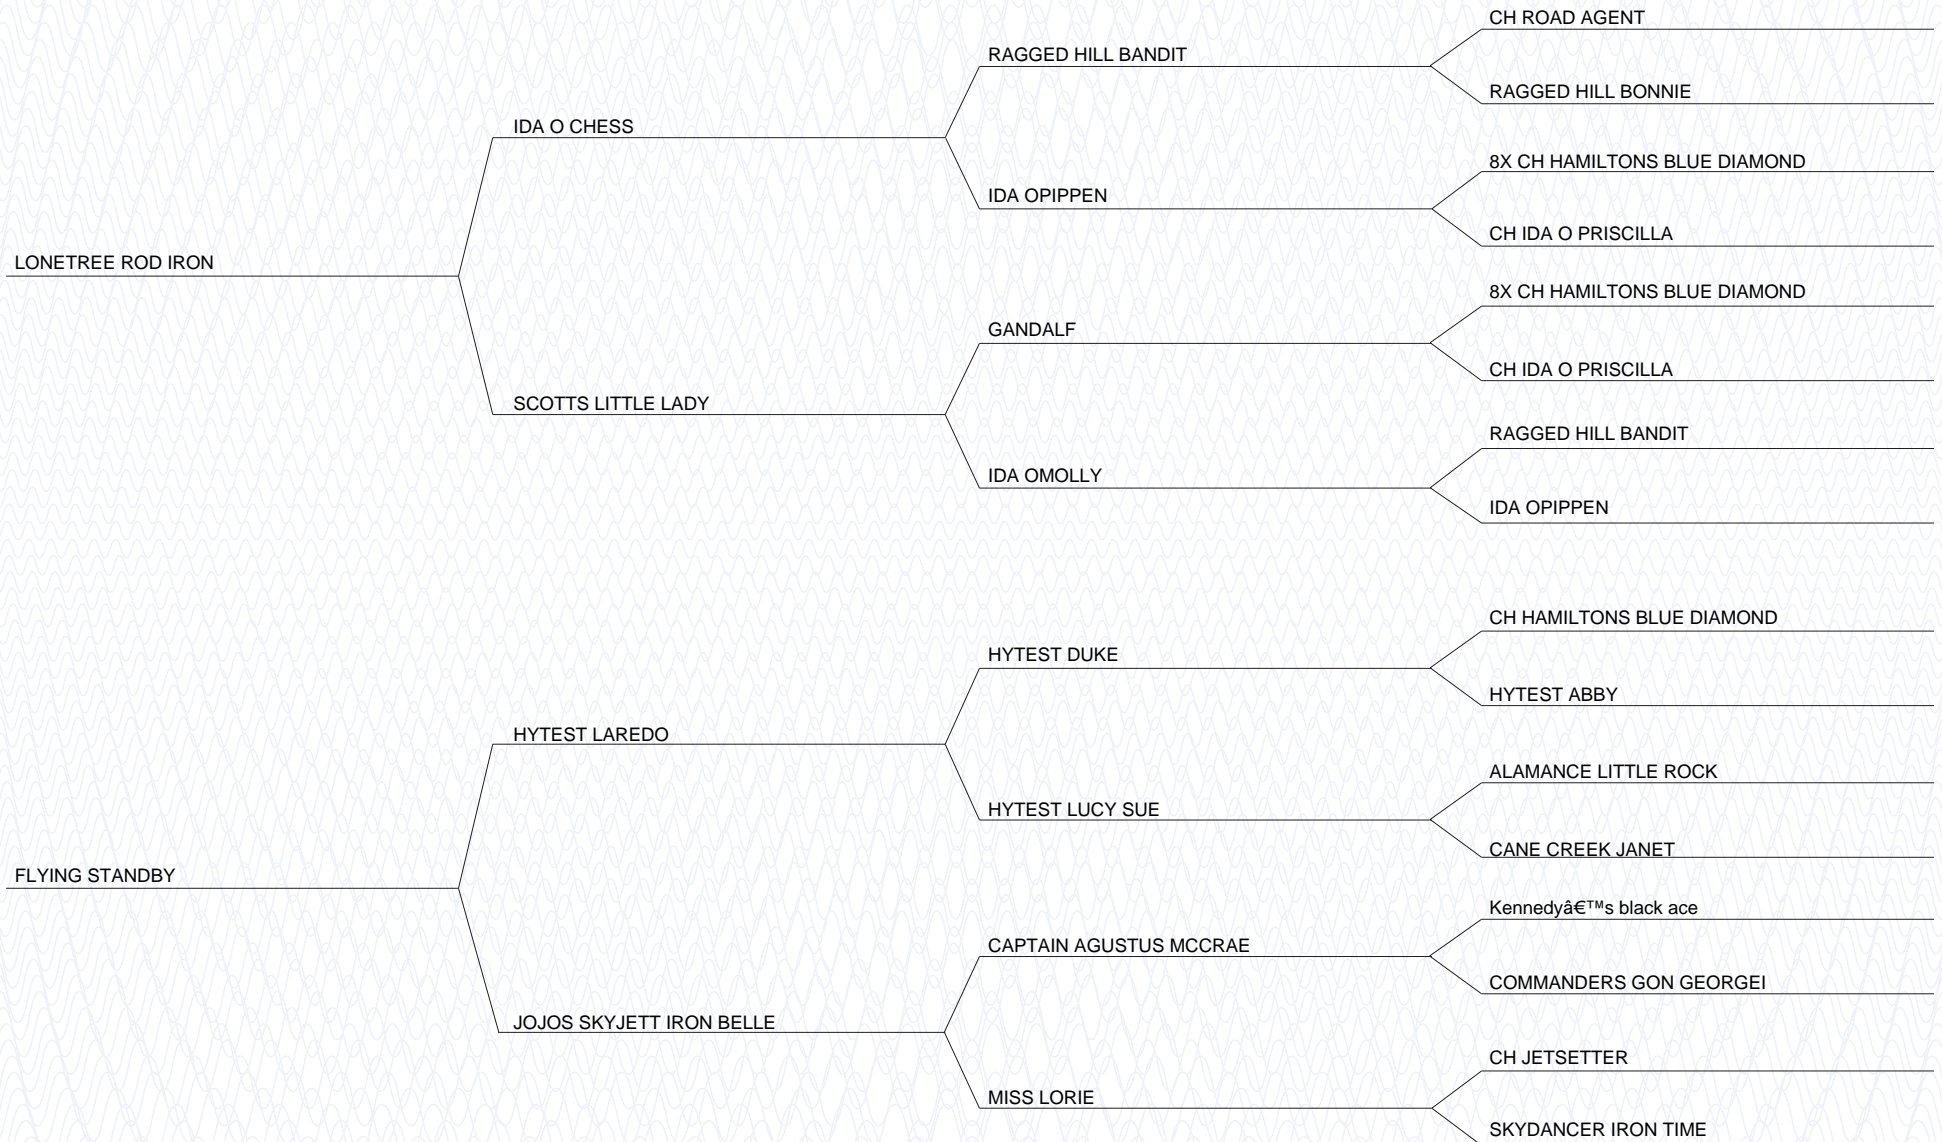 CH ROAD AGENT
RAGGED HILL BANDIT
RAGGED HILL BONNIE
IDA O CHESS
8X CH HAMILTONS BLUE DIAMOND
IDA OPIPPEN
CH IDA O PRISCILLA
LONETREE ROD IRON
8X CH HAMILTONS BLUE DIAMOND
GANDALF
CH IDA O PRISCILLA
SCOTTS LITTLE LADY
RAGGED HILL BANDIT
IDA OMOLLY
IDA OPIPPEN
CH HAMILTONS BLUE DIAMOND
HYTEST DUKE
HYTEST ABBY
HYTEST LAREDO
ALAMANCE LITTLE ROCK
HYTEST LUCY SUE
CANE CREEK JANET
FLYING STANDBY
Kennedyâ€™s black ace
CAPTAIN AGUSTUS MCCRAE
COMMANDERS GON GEORGEI
JOJOS SKYJETT IRON BELLE
CH JETSETTER
MISS LORIE
SKYDANCER IRON TIME